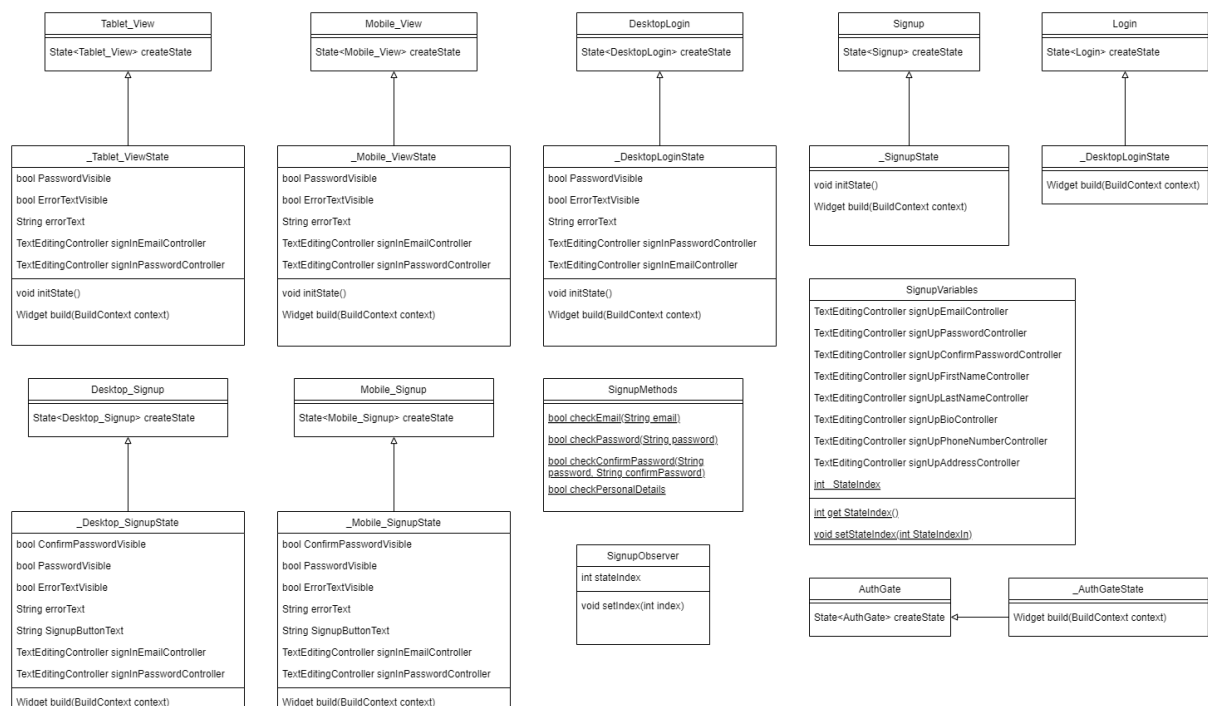 Tablet_View
State<Tablet_View> createState
Mobile_View
State<Mobile_View> createState
DesktopLogin
State<DesktopLogin> createState
Signup
State<Signup> createState
Login
State<Login> createState
_Tablet_ViewState
bool PasswordVisible
bool ErrorTextVisible
String errorText
TextEditingController signInEmailController
TextEditingController signInPasswordController
void initState()
Widget build(BuildContext context)
_Mobile_ViewState
bool PasswordVisible
bool ErrorTextVisible
String errorText
TextEditingController signInEmailController
TextEditingController signInPasswordController
void initState()
Widget build(BuildContext context)
_DesktopLoginState
bool PasswordVisible
bool ErrorTextVisible
String errorText
TextEditingController signInPasswordController
TextEditingController signInEmailController
void initState()
Widget build(BuildContext context)
_SignupState
void initState()
Widget build(BuildContext context)
_DesktopLoginState
Widget build(BuildContext context)
SignupVariables
TextEditingController signUpEmailController
TextEditingController signUpPasswordController
TextEditingController signUpConfirmPasswordController
TextEditingController signUpFirstNameController
TextEditingController signUpLastNameController
TextEditingController signUpBioController
TextEditingController signUpPhoneNumberController
TextEditingController signUpAddressController
int _StateIndex
int get StateIndex()
void setStateIndex(int StateIndexIn)
Desktop_Signup
State<Desktop_Signup> createState
Mobile_Signup
State<Mobile_Signup> createState
SignupMethods
bool checkEmail(String email)
bool checkPassword(String password)
bool checkConfirmPassword(String
password, String confirmPassword)
bool checkPersonalDetails
_Desktop_SignupState
bool ConfirmPasswordVisible
bool PasswordVisible
bool ErrorTextVisible
String errorText
String SignupButtonText
TextEditingController signInEmailController
TextEditingController signInPasswordController
Widget build(BuildContext context)
_Mobile_SignupState
bool ConfirmPasswordVisible
bool PasswordVisible
bool ErrorTextVisible
String errorText
String SignupButtonText
TextEditingController signInEmailController
TextEditingController signInPasswordController
Widget build(BuildContext context)
SignupObserver
int stateIndex
void setIndex(int index)
AuthGate
State<AuthGate> createState
_AuthGateState
Widget build(BuildContext context)